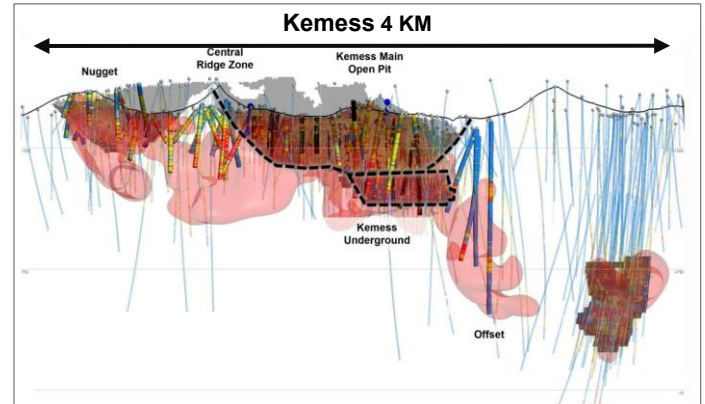 Kemess 4 KM
Central
Ridge Zone
Kemess Main
Open Pit
Nugget
Kemess
Underground
Offset